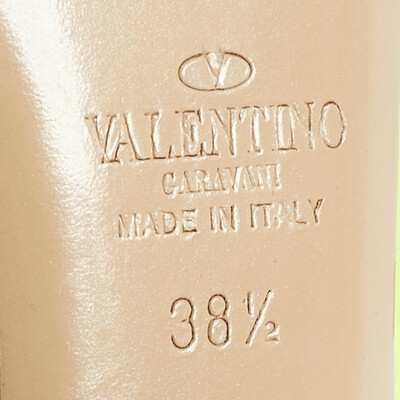 V
VALENTINO
GARAVANI
MADE IN ITALY
38½